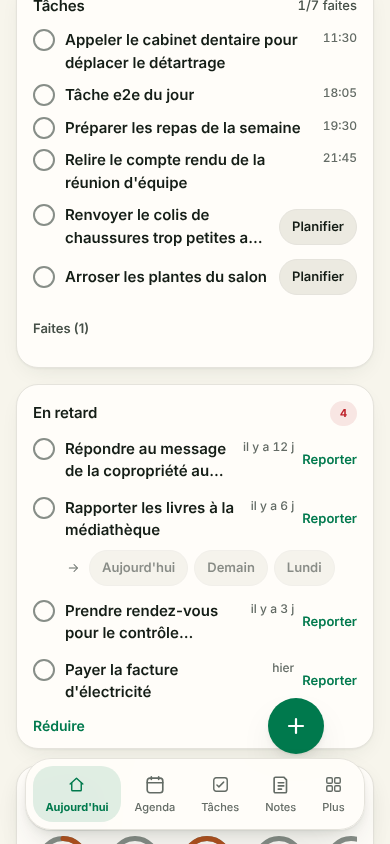 Tâches 1/7 faites
Appeler le cabinet dentaire pour 11:30
déplacer le détartrage
Tâche e2e du jour 18:05
Préparer les repas de la semaine 19:30
Relire le compte rendu de la 21:45
réunion d'équipe
Renvoyer le colis de
chaussures trop petites a… Planifier
Arroser les plantes du salon Planifier
Faites (1)
En retard 4
Répondre au message il y a 12 j
de la copropriété au… Reporter
Rapporter les livres à la il y a 6 j
médiathèque Reporter
→ Aujourd'hui Demain Lundi
Prendre rendez-vous il y a 3 j
pour le contrôle… Reporter
Payer la facture hier
d'électricité Reporter
Réduire
Aujourd'hui Agenda Tâches Notes Plus